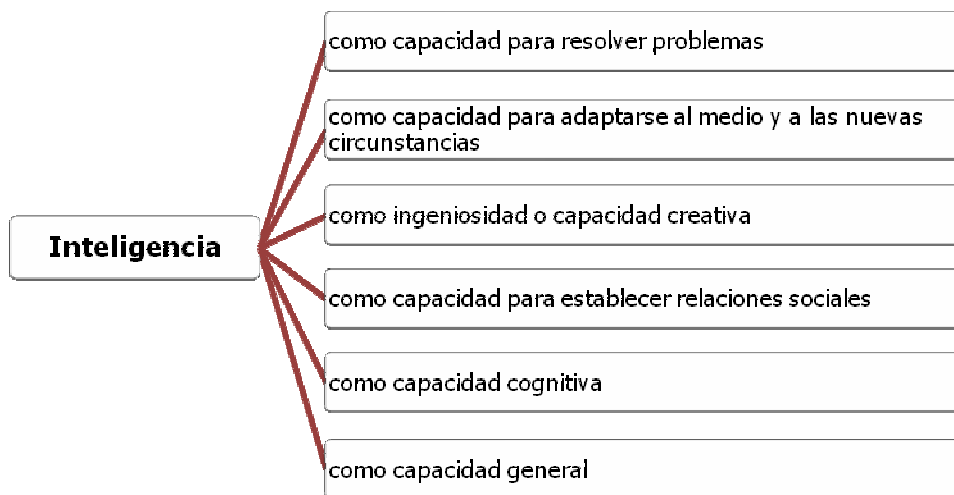 como capacidad para resolver problemas
como capacidad para adaptarse al medio y a las nuevas
circunstancias
como ingeniosidad o capacidad creativa
Inteligencia
como capacidad para establecer relaciones sociales
como capacidad cognitiva
como capacidad general